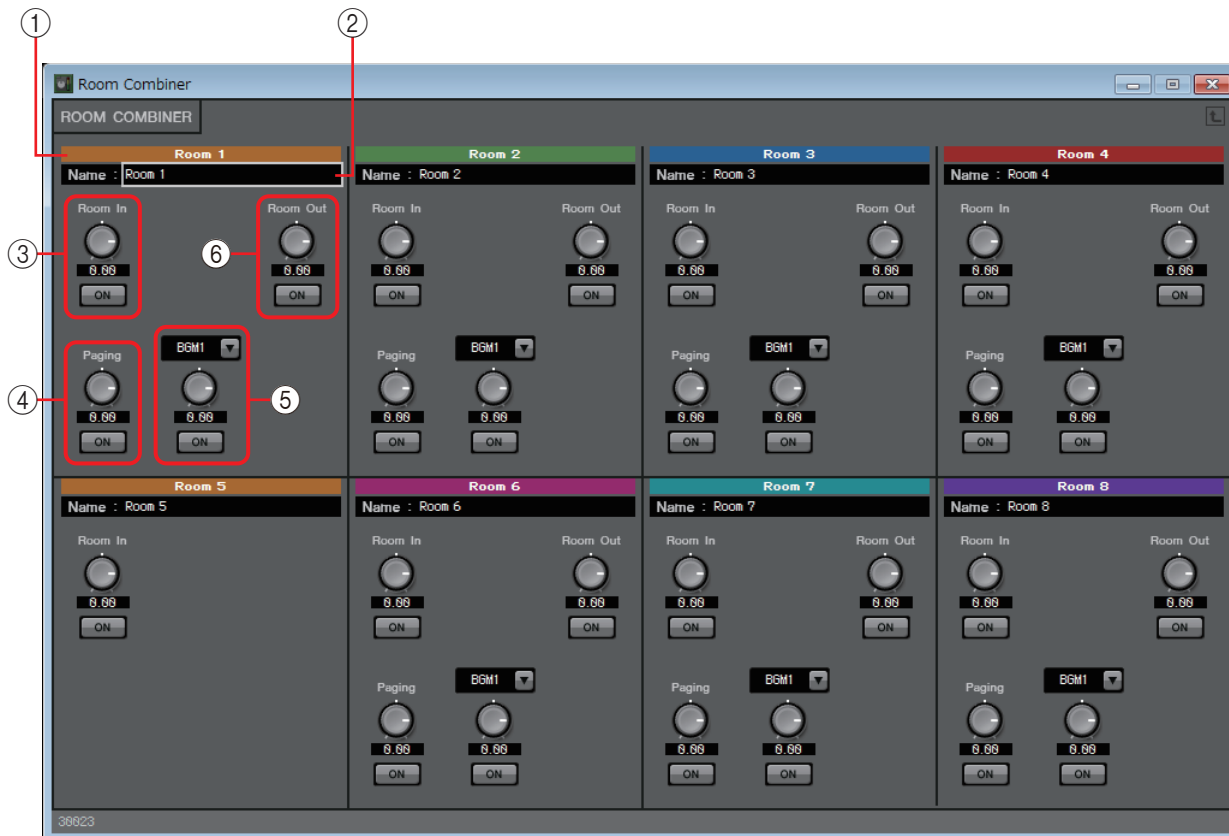 ① ②
Room Combiner
ROOM COMBINER
Room 1 Room 2 Room 3 Room 4
Name : Room 1 Name : Room 2 Name : Room 3 Name : Room 4
Room In Room Out Room In Room Out Room In Room Out Room In Room Out
③ ⑥
0.00 0.00 0.00 0.00 0.00 0.00 0.00 0.00
ON ON ON ON ON ON ON ON
Paging BGM1 Paging BGM1 Paging BGM1 Paging BGM1
④ ⑤
0.00 0.00 0.00 0.00 0.00 0.00 0.00 0.00
ON ON ON ON ON ON ON ON
Room 5 Room 6 Room 7 Room 8
Name : Room 5 Name : Room 6 Name : Room 7 Name : Room 8
Room In Room In Room Out Room In Room Out Room In Room Out
0.00 0.00 0.00 0.00 0.00 0.00 0.00
ON ON ON ON ON ON ON
Paging BGM1 Paging BGM1 Paging BGM1
0.00 0.00 0.00 0.00 0.00 0.00
ON ON ON ON ON ON
30023